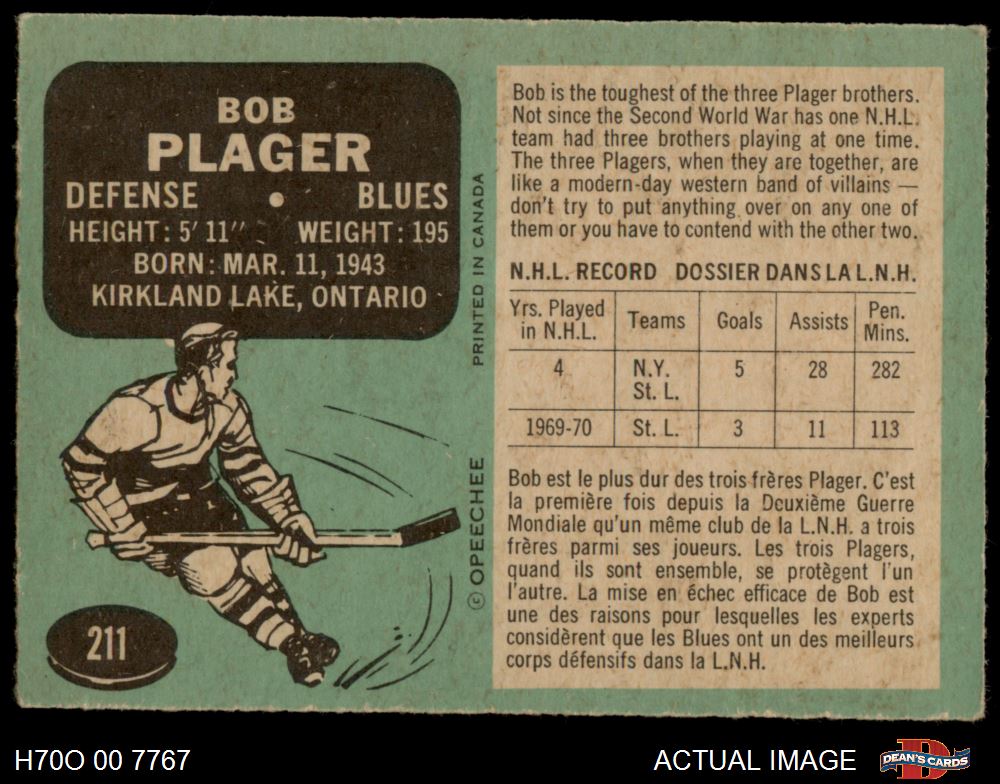 BOB
PLAGER
DEFENSE • BLUES
HEIGHT: 5' 11" WEIGHT: 195
BORN: MAR. 11, 1943
KIRKLAND LAKE, ONTARIO
211
© OPEECHEE PRINTED IN CANADA
Bob is the toughest of the three Plager brothers.
Not since the Second World War has one N.H.L.
team had three brothers playing at one time.
The three Plagers, when they are together, are
like a modern-day western band of villains —
don't try to put anything over on any one of
them or you have to contend with the other two.
N.H.L. RECORD DOSSIER DANS LA L.N.H.
Yrs. Played in N.H.L. Teams Goals Assists Pen. Mins.
4 N.Y. St. L. 5 28 282
1969-70 St. L. 3 11 113
Bob est le plus dur des trois frères Plager. C'est
la première fois depuis la Deuxième Guerre
Mondiale qu'un même club de la L.N.H. a trois
frères parmi ses joueurs. Les trois Plagers,
quand ils sont ensemble, se protègent l'un
l'autre. La mise en échec efficace de Bob est
une des raisons pour lesquelles les experts
considèrent que les Blues ont un des meilleurs
corps défensifs dans la L.N.H.
H70O 00 7767
ACTUAL IMAGE
D
DEAN'S CARDS